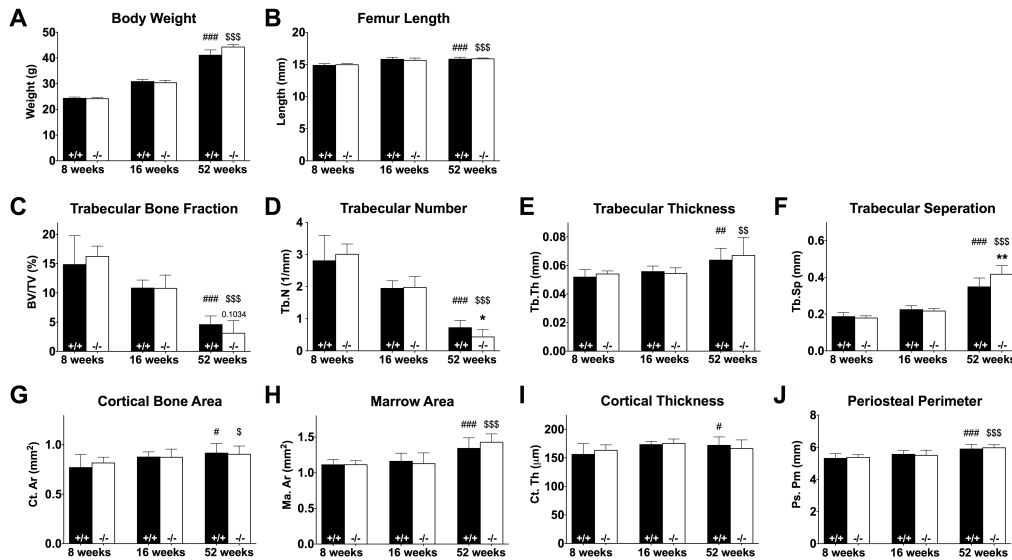 A
Body Weight
Weight (g)
50
40
30
20
10
0
### $$$
+/+ -/- +/+ -/- +/+ -/-
8 weeks 16 weeks 52 weeks
B
Femur Length
Length (mm)
20
15
10
5
0
### $$$
+/+ -/- +/+ -/- +/+ -/-
8 weeks 16 weeks 52 weeks
C
Trabecular Bone Fraction
BV/TV (%)
20
15
10
5
0
### $$$
0.1034
+/+ -/- +/+ -/- +/+ -/-
8 weeks 16 weeks 52 weeks
D
Trabecular Number
Tb.N (1/mm)
4
3
2
1
0
### $$$
*
+/+ -/- +/+ -/- +/+ -/-
8 weeks 16 weeks 52 weeks
E
Trabecular Thickness
Tb.Th (mm)
0.08
0.06
0.04
0.02
0.00
## $$
+/+ -/- +/+ -/- +/+ -/-
8 weeks 16 weeks 52 weeks
F
Trabecular Seperation
Tb.Sp (mm)
0.6
0.4
0.2
0.0
### $$$
**
+/+ -/- +/+ -/- +/+ -/-
8 weeks 16 weeks 52 weeks
G
Cortical Bone Area
Ct. Ar (mm²)
1.0
0.5
0.0
# $
+/+ -/- +/+ -/- +/+ -/-
8 weeks 16 weeks 52 weeks
H
Marrow Area
Ma. Ar (mm²)
1.5
1.0
0.5
0.0
### $$$
+/+ -/- +/+ -/- +/+ -/-
8 weeks 16 weeks 52 weeks
I
Cortical Thickness
Ct. Th (μm)
200
150
100
50
0
#
+/+ -/- +/+ -/- +/+ -/-
8 weeks 16 weeks 52 weeks
J
Periosteal Perimeter
Ps. Pm (mm)
8
6
4
2
0
### $$$
+/+ -/- +/+ -/- +/+ -/-
8 weeks 16 weeks 52 weeks